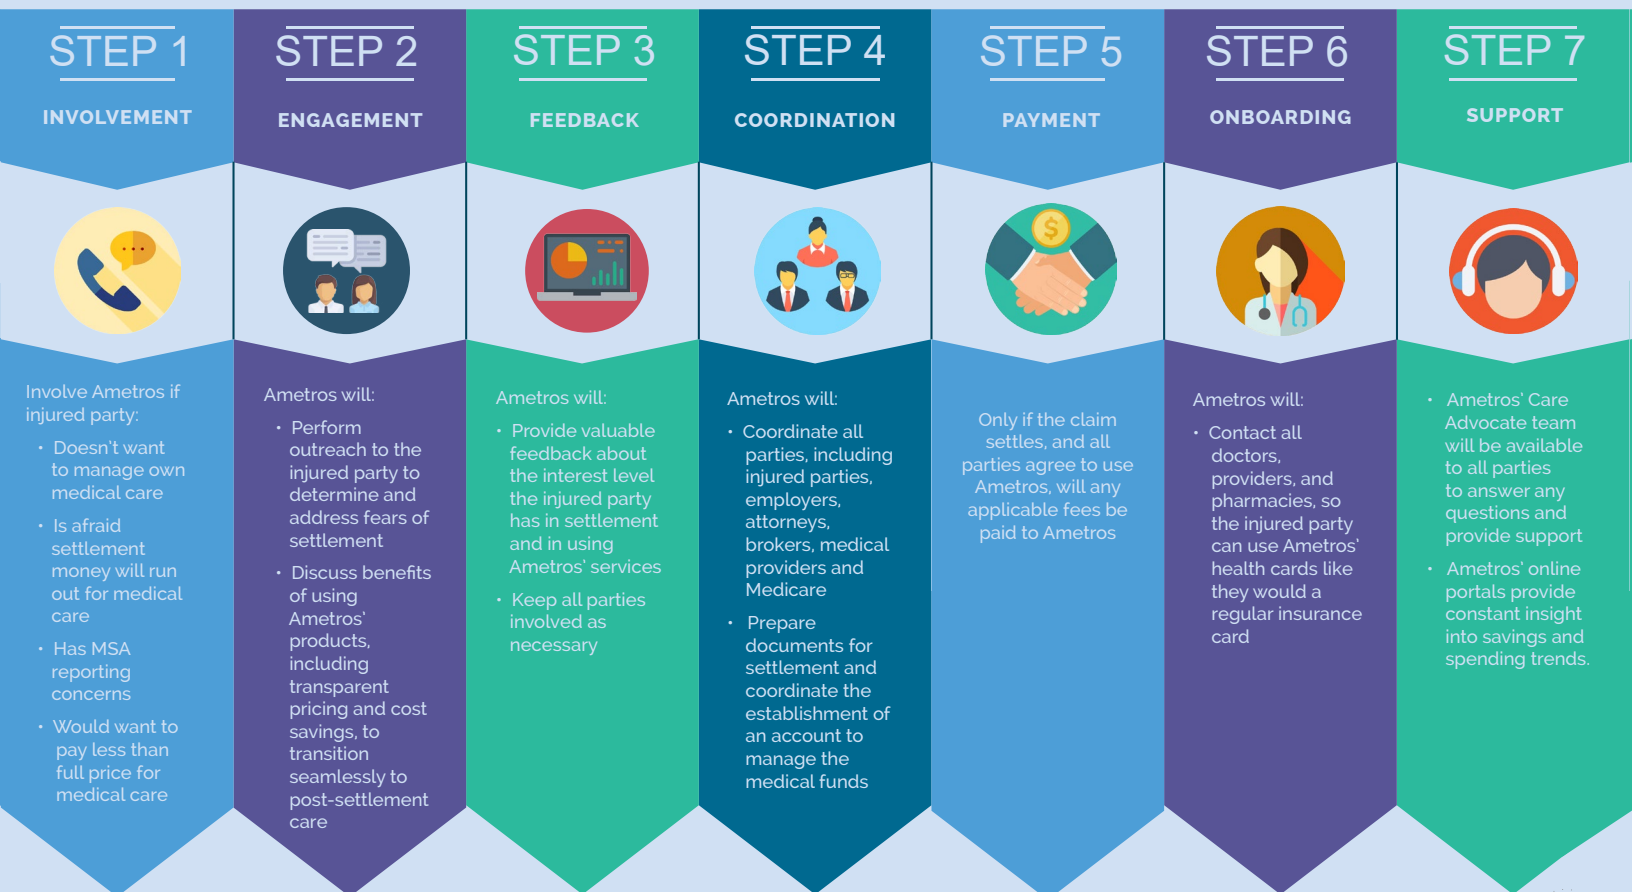 STEP 1
INVOLVEMENT
Involve Ametros if
injured party:
• Doesn't want
to manage own
medical care
• Is afraid
settlement
money will run
out for medical
care
• Has MSA
reporting
concerns
• Would want to
pay less than
full price for
medical care
STEP 2
ENGAGEMENT
Ametros will:
• Perform
outreach to the
injured party to
determine and
address fears of
settlement
• Discuss benefits
of using
Ametros'
products,
including
transparent
pricing and cost
savings, to
transition
seamlessly to
post-settlement
care
STEP 3
FEEDBACK
Ametros will:
• Provide valuable
feedback about
the interest level
the injured party
has in settlement
and in using
Ametros' services
• Keep all parties
involved as
necessary
STEP 4
COORDINATION
Ametros will:
• Coordinate all
parties, including
injured parties,
employers,
attorneys,
brokers, medical
providers and
Medicare
• Prepare
documents for
settlement and
coordinate the
establishment of
an account to
manage the
medical funds
STEP 5
PAYMENT
$
Only if the claim
settles, and all
parties agree to use
Ametros, will any
applicable fees be
paid to Ametros
STEP 6
ONBOARDING
Ametros will:
• Contact all
doctors,
providers, and
pharmacies, so
the injured party
can use Ametros'
health cards like
they would a
regular insurance
card
STEP 7
SUPPORT
• Ametros' Care
Advocate team
will be available
to all parties
to answer any
questions and
provide support
• Ametros' online
portals provide
constant insight
into savings and
spending trends.